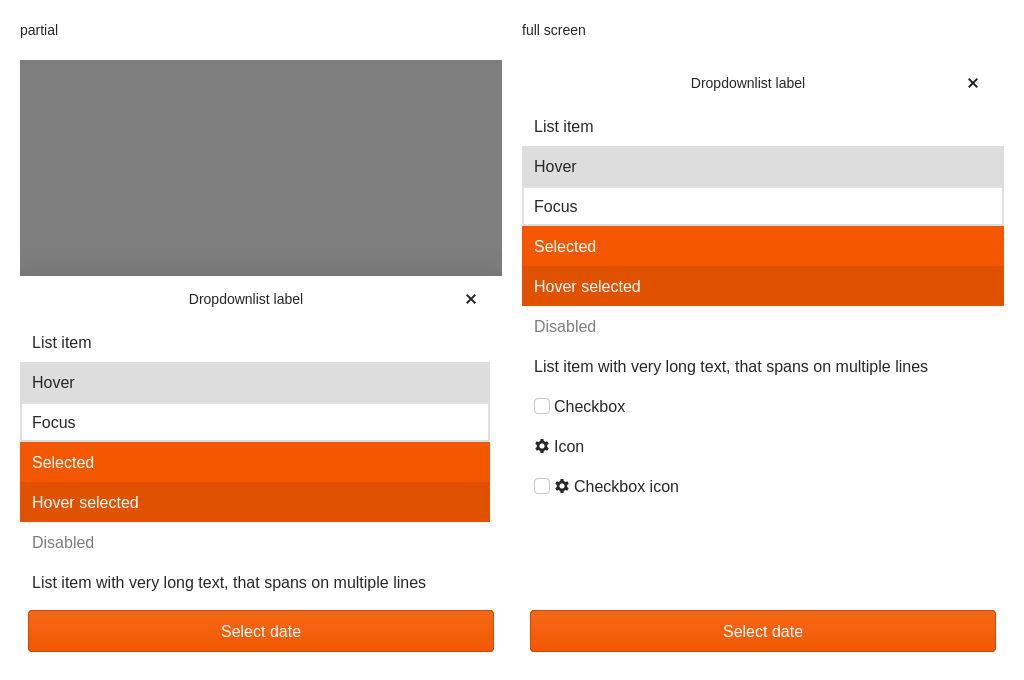 partial
Dropdownlist label
List item
Hover
Focus
Selected
Hover selected
Disabled
List item with very long text, that spans on multiple lines
Select date
full screen
Dropdownlist label
List item
Hover
Focus
Selected
Hover selected
Disabled
List item with very long text, that spans on multiple lines
Checkbox
Icon
Checkbox icon
Select date